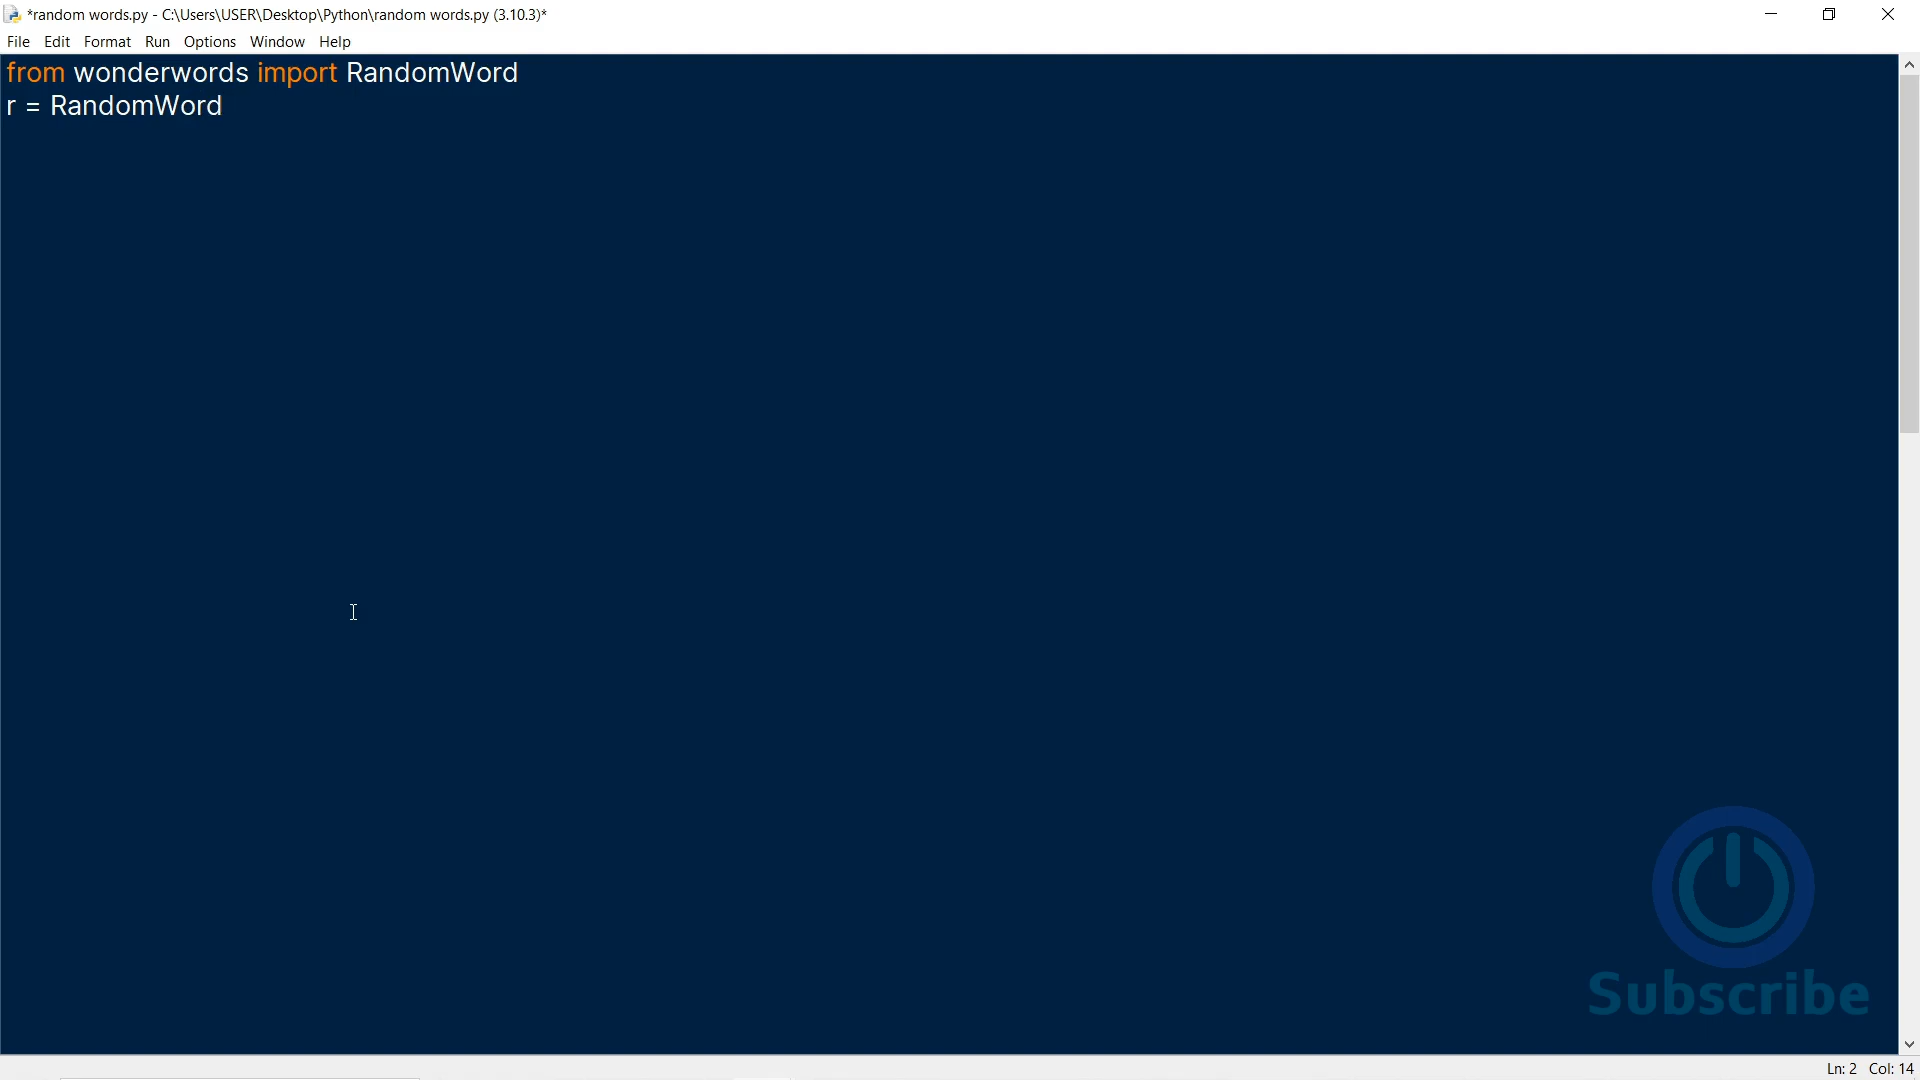 *random words.py - C:\Users\USER\Desktop\Python\random words.py (3.10.3)*
File Edit Format Run Options Window Help
from wonderwords import RandomWord
r = RandomWord
Subscribe
Ln: 2 Col: 14